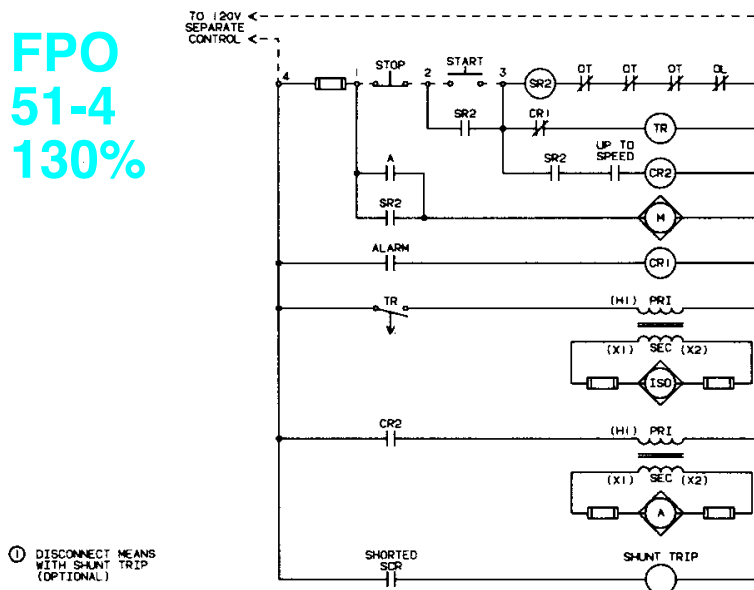 TO 120V
SEPARATE
CONTROL
FPO
51-4
130%
4
1 STOP 2 START 3 SR2 OT OT OT OL
SR2 CR1 TR
SR2 UP TO
SPEED CR2
A
SR2 M
ALARM CR1
TR (H1) PRI
(X1) SEC (X2)
ISO
CR2 (H1) PRI
(X1) SEC (X2)
A
① DISCONNECT MEANS
WITH SHUNT TRIP
(OPTIONAL)
SHORTED
SCR SHUNT TRIP